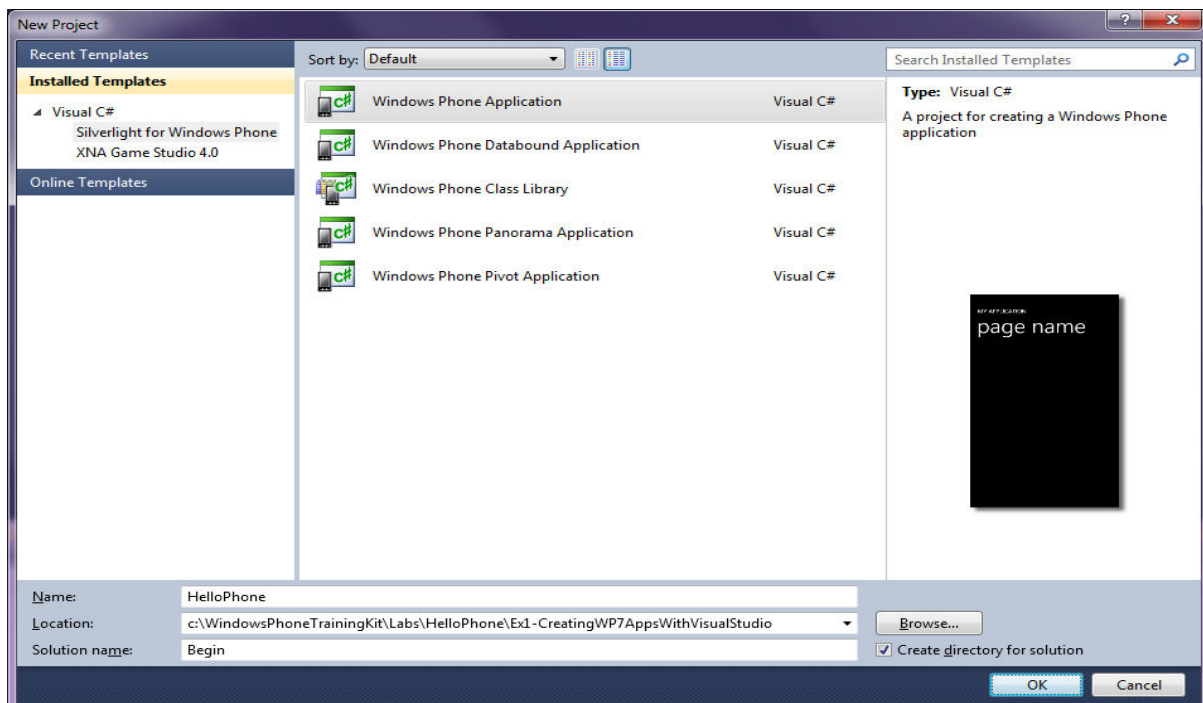 New Project
Recent Templates
Installed Templates
Visual C#
Silverlight for Windows Phone
XNA Game Studio 4.0
Online Templates
Sort by: Default
Windows Phone Application Visual C#
Windows Phone Databound Application Visual C#
Windows Phone Class Library Visual C#
Windows Phone Panorama Application Visual C#
Windows Phone Pivot Application Visual C#
Search Installed Templates
Type: Visual C#
A project for creating a Windows Phone
application
MY APPLICATION
page name
Name: HelloPhone
Location: c:\WindowsPhoneTrainingKit\Labs\HelloPhone\Ex1-CreatingWP7AppsWithVisualStudio Browse...
Solution name: Begin Create directory for solution
OK Cancel